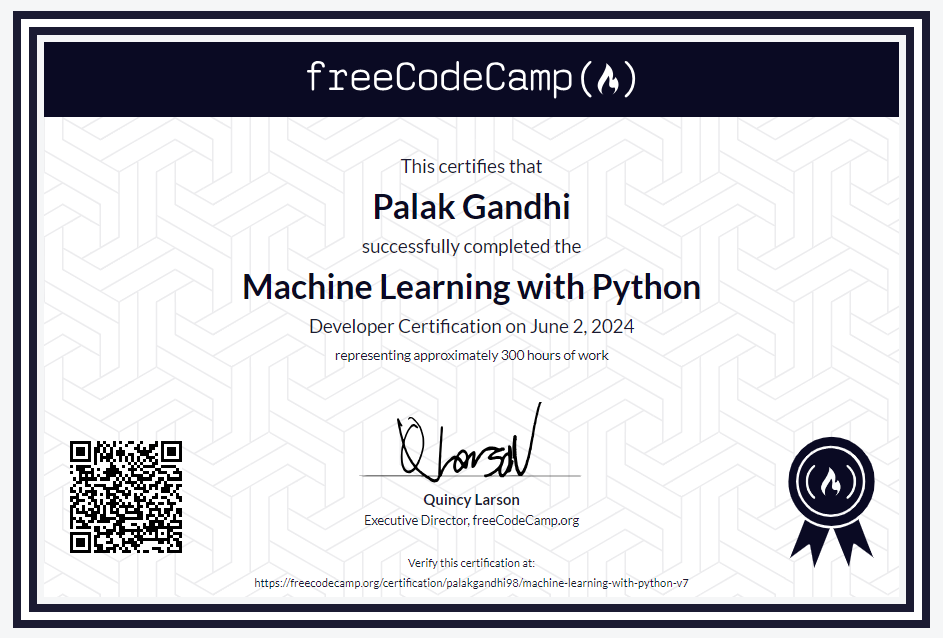 freeCodeCamp
This certifies that
Palak Gandhi
successfully completed the
Machine Learning with Python
Developer Certification on June 2, 2024
representing approximately 300 hours of work
QLarson
Quincy Larson
Executive Director, freeCodeCamp.org
Verify this certification at:
https://freecodecamp.org/certification/palakgandhi98/machine-learning-with-python-v7